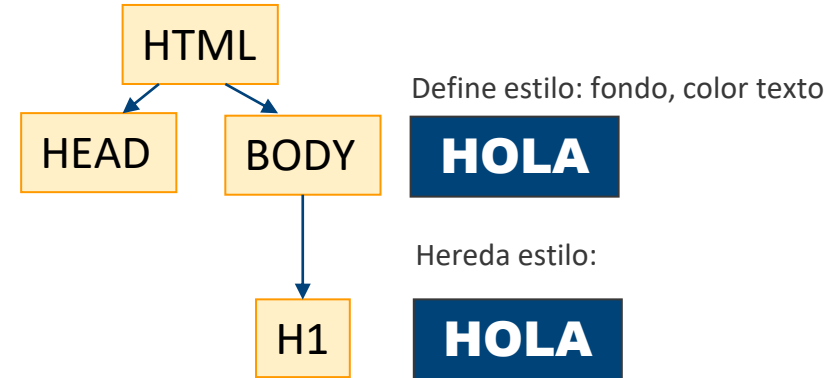 HTML
Define estilo: fondo, color texto
HEAD
BODY
HOLA
Hereda estilo:
H1
HOLA